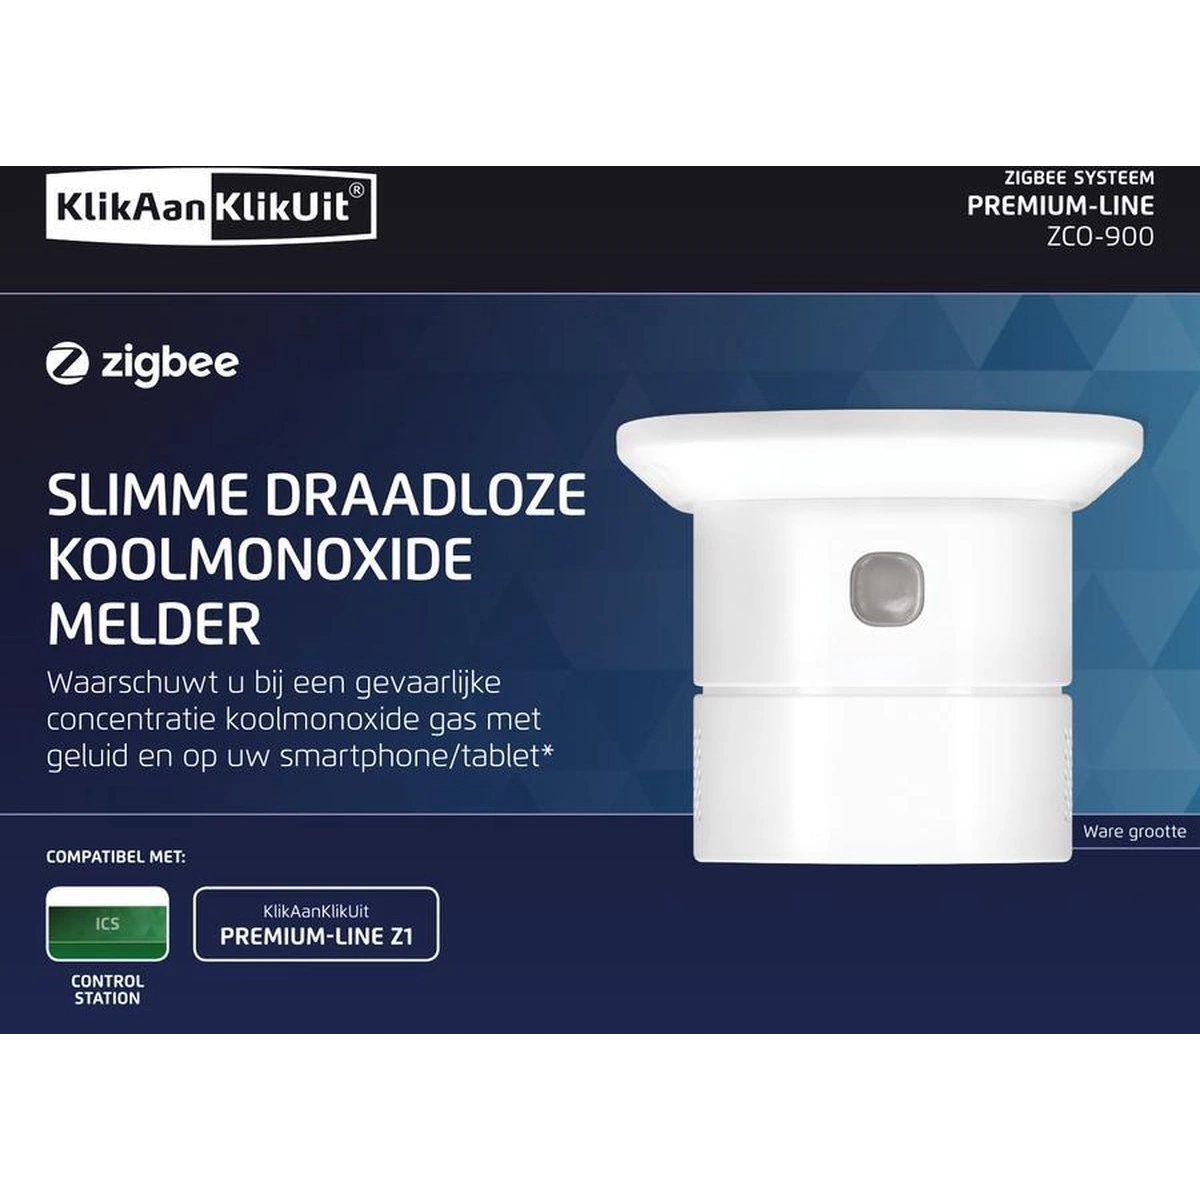 KlikAanKlikUit®
ZIGBEE SYSTEEM
PREMIUM-LINE
ZCO-900
zigbee
SLIMME DRAADLOZE
KOOLMONOXIDE
MELDER
Waarschuwt u bij een gevaarlijke
concentratie koolmonoxide gas met
geluid en op uw smartphone/tablet*
Ware grootte
COMPATIBEL MET:
ICS
KlikAanKlikUit
PREMIUM-LINE Z1
CONTROL
STATION